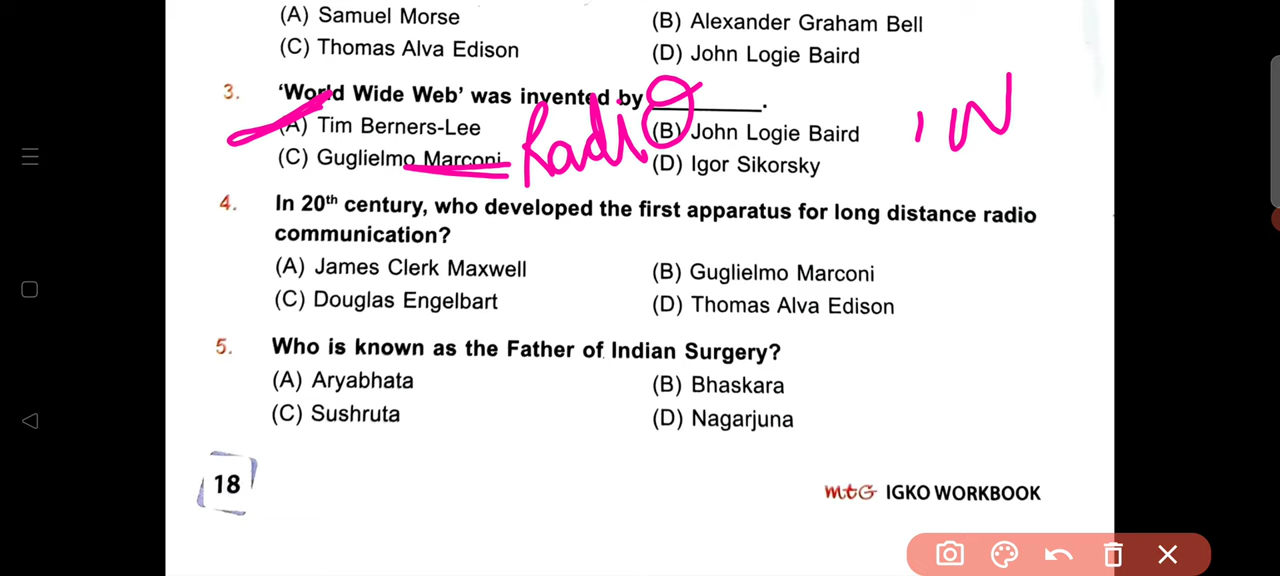 (A) Samuel Morse (B) Alexander Graham Bell
(C) Thomas Alva Edison (D) John Logie Baird
3. 'World Wide Web' was invented by ________.
(A) Tim Berners-Lee (B) John Logie Baird
(C) Guglielmo Marconi (D) Igor Sikorsky
Radio
IN
4. In 20th century, who developed the first apparatus for long distance radio
communication?
(A) James Clerk Maxwell (B) Guglielmo Marconi
(C) Douglas Engelbart (D) Thomas Alva Edison
5. Who is known as the Father of Indian Surgery?
(A) Aryabhata (B) Bhaskara
(C) Sushruta (D) Nagarjuna
18
mtG IGKO WORKBOOK